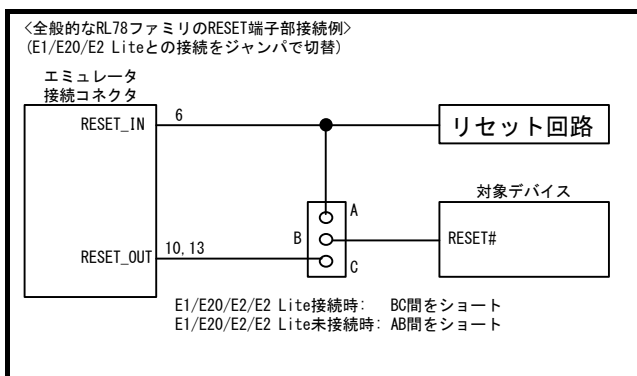 <全般的なRL78ファミリのRESET端子部接続例>
(E1/E20/E2 Liteとの接続をジャンパで切替)
エミュレータ
接続コネクタ
RESET_IN
6
リセット回路
対象デバイス
A
B
RESET#
RESET_OUT
10,13
C
E1/E20/E2/E2 Lite接続時: BC間をショート
E1/E20/E2/E2 Lite未接続時: AB間をショート